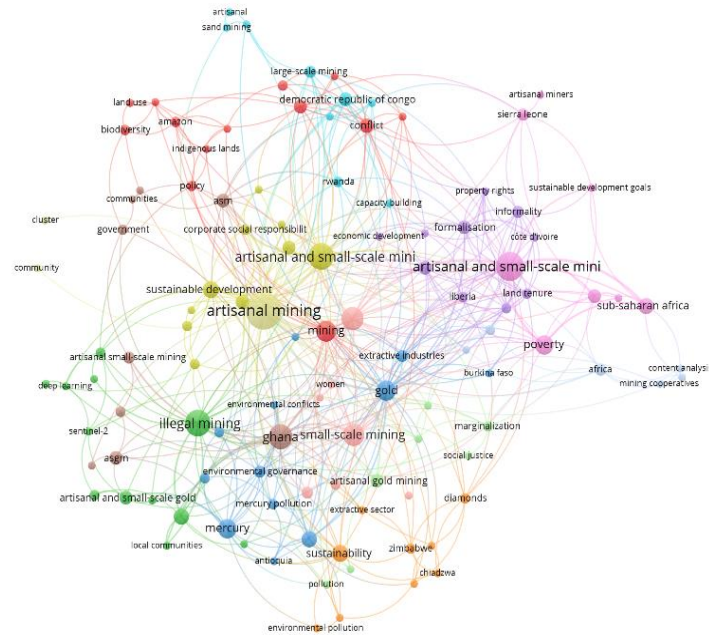 artisanal
sand mining
large-scale mining
artisanal miners
land use
democratic republic of congo
sierra leone
amazon
biodiversity
conflict
indigenous lands
policy
rwanda
property rights
sustainable development goals
communities
asm
capacity building
informality
cluster
government
corporate social responsibilit
formalisation
economic development
côte d'ivoire
artisanal and small-scale mini
community
artisanal and small-scale mini
sustainable development
liberia
land tenure
artisanal mining
sub-saharan africa
mining
poverty
artisanal small-scale mining
extractive industries
content analysi
burkina faso
africa
deep learning
women
gold
mining cooperatives
environmental conflicts
illegal mining
marginalization
sentinel-2
ghana
small-scale mining
social justice
asgm
environmental governance
artisanal gold mining
artisanal and small-scale gold
mercury pollution
diamonds
extractive sector
mercury
local communities
sustainability
zimbabwe
antioquia
chiadzwa
pollution
environmental pollution